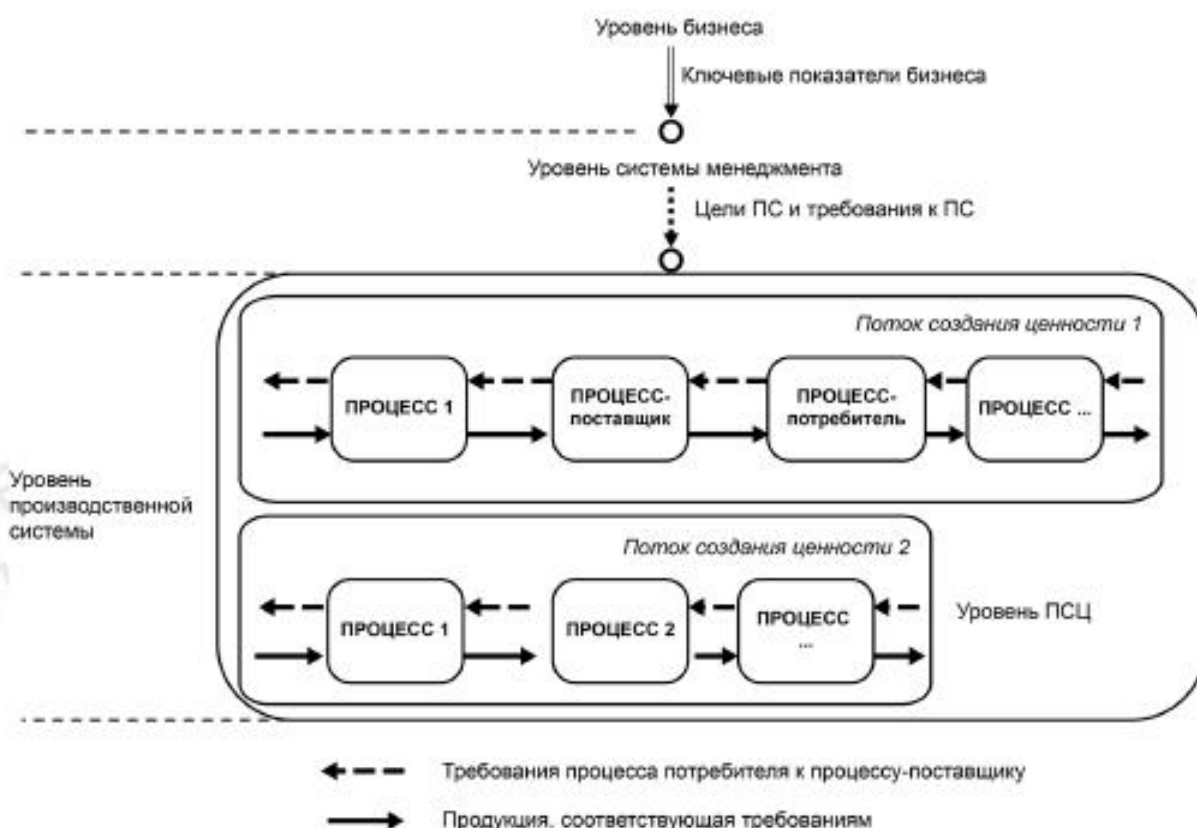 Уровень бизнеса
Ключевые показатели бизнеса
Уровень системы менеджмента
Цели ПС и требования к ПС
Поток создания ценности 1
ПРОЦЕСС 1
ПРОЦЕСС-
поставщик
ПРОЦЕСС-
потребитель
ПРОЦЕСС ...
Уровень
производственной
системы
Поток создания ценности 2
ПРОЦЕСС 1
ПРОЦЕСС 2
ПРОЦЕСС
...
Уровень ПСЦ
Требования процесса потребителя к процессу-поставщику
Продукция, соответствующая требованиям